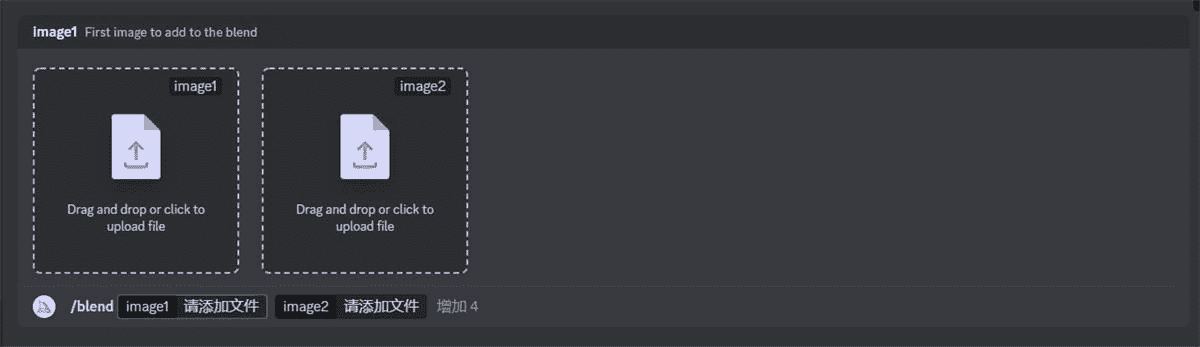 image1 First image to add to the blend
image1
image2
Drag and drop or click to
upload file
Drag and drop or click to
upload file
/blend image1 请添加文件 image2 请添加文件 增加 4